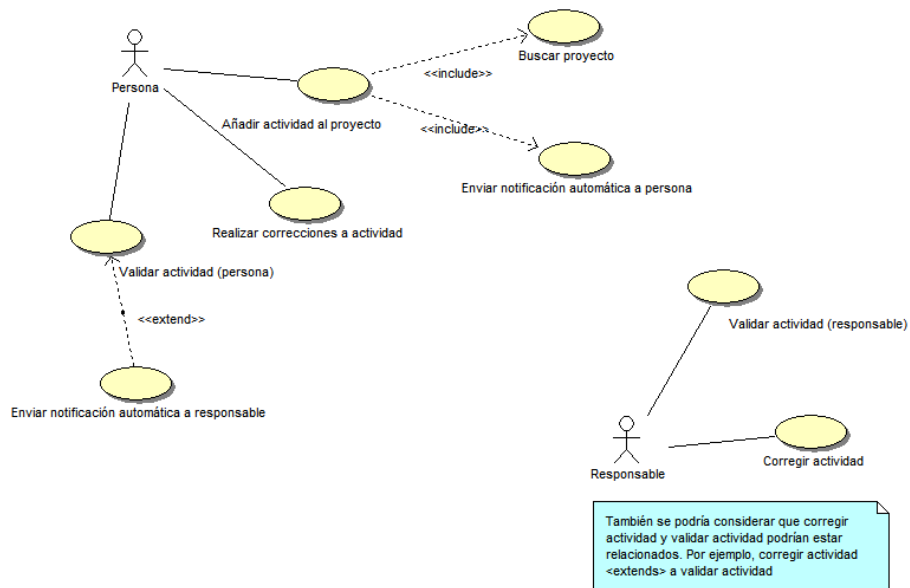 Buscar proyecto
<<include>>
Persona
Añadir actividad al proyecto
<<include>>
Enviar notificación automática a persona
Realizar correcciones a actividad
Validar actividad (persona)
<<extend>>
Enviar notificación automática a responsable
Validar actividad (responsable)
Responsable
Corregir actividad
También se podría considerar que corregir
actividad y validar actividad podrían estar
relacionados. Por ejemplo, corregir actividad
<extends> a validar actividad